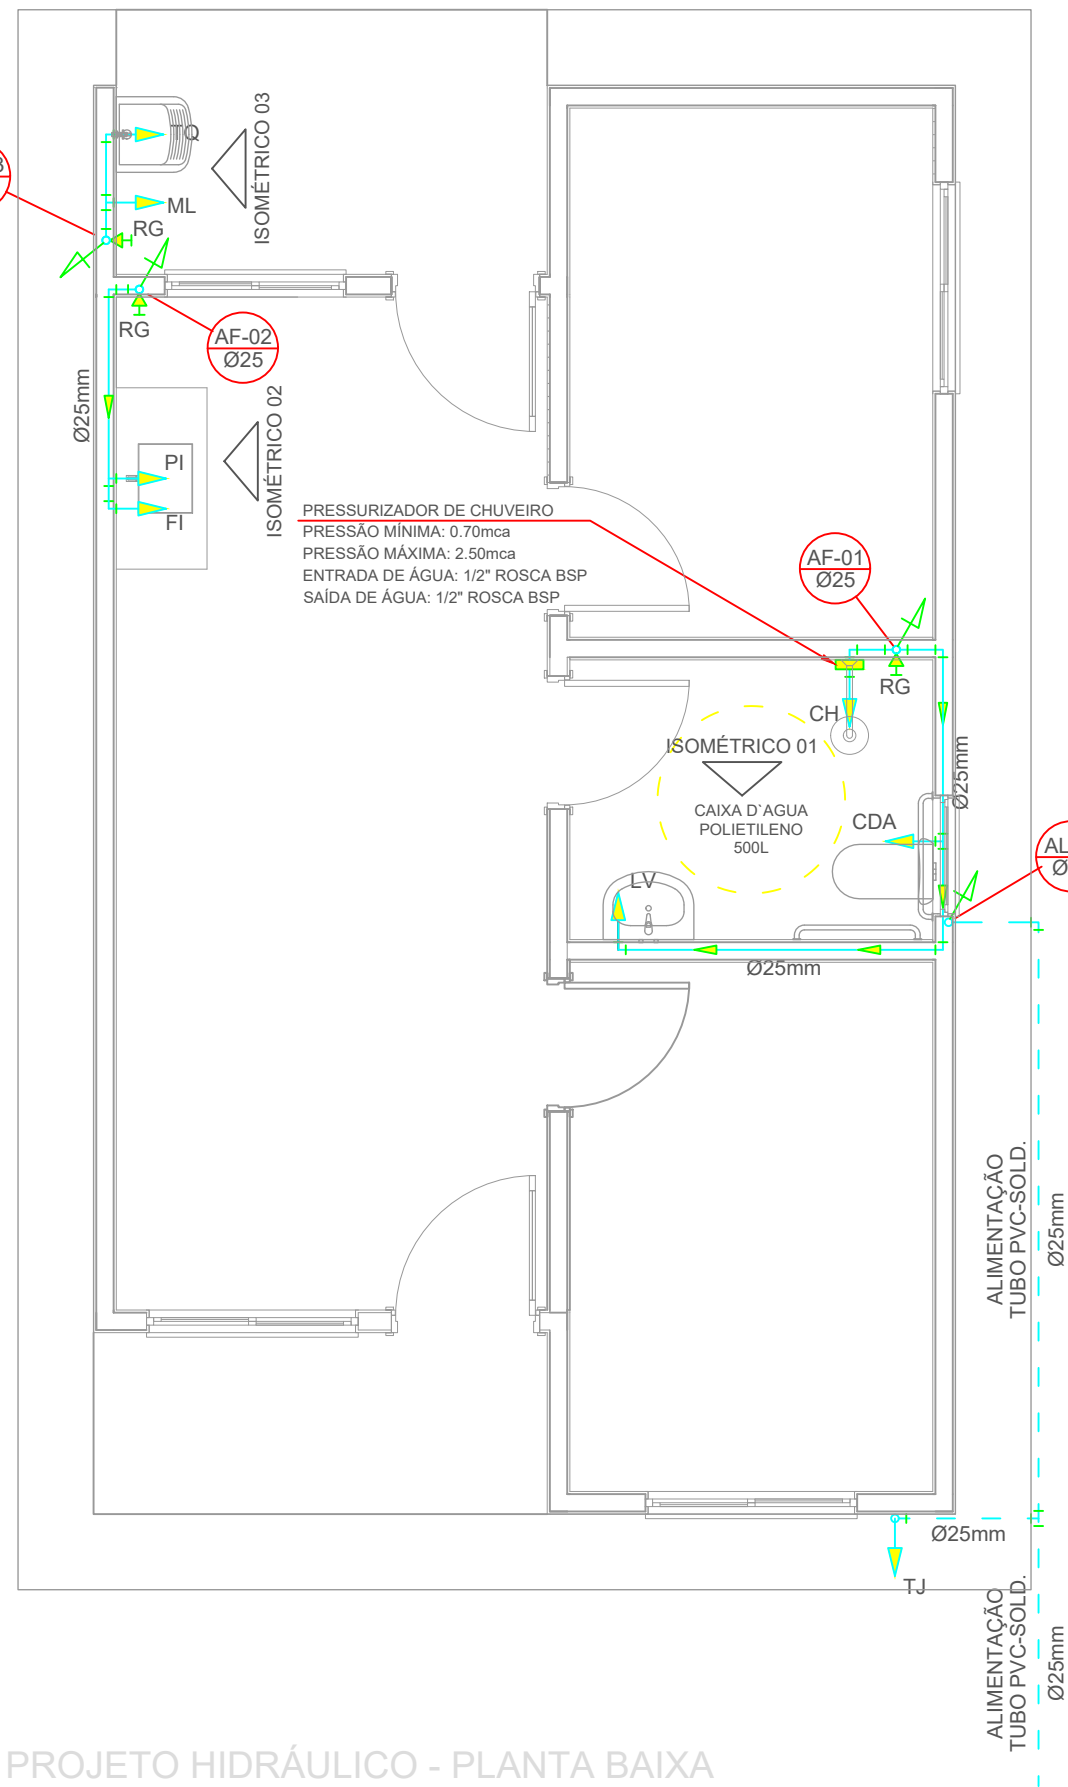 TQ
ISOMÉTRICO 03
3
ML
RG
RG
AF-02
Ø25
Ø25mm
ISOMÉTRICO 02
PI
FI
PRESSURIZADOR DE CHUVEIRO
PRESSÃO MÍNIMA: 0.70mca
PRESSÃO MÁXIMA: 2.50mca
ENTRADA DE ÁGUA: 1/2" ROSCA BSP
SAÍDA DE ÁGUA: 1/2" ROSCA BSP
AF-01
Ø25
RG
CH
ISOMÉTRICO 01
Ø25mm
CAIXA D`AGUA
POLIETILENO
500L
CDA
AL
Ø
LV
Ø25mm
ALIMENTAÇÃO
TUBO PVC-SOLD.
Ø25mm
Ø25mm
TJ
ALIMENTAÇÃO
TUBO PVC-SOLD.
Ø25mm
PROJETO HIDRÁULICO - PLANTA BAIXA